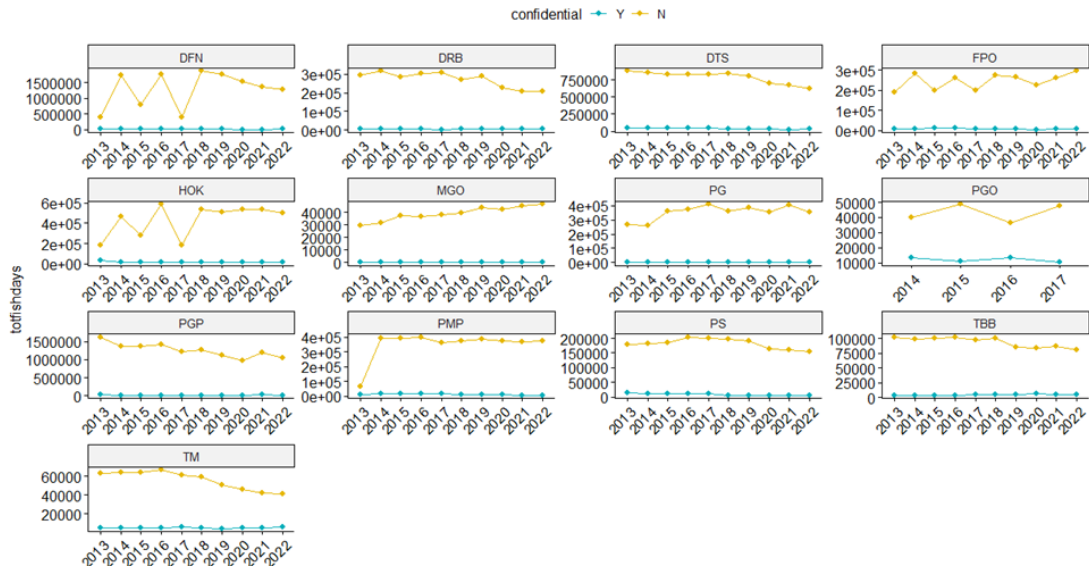 confidential Y N
totfishdays
DFN DRB DTS FPO
1500000 1000000 500000 0
3e+05 2e+05 1e+05 0e+00
750000 500000 250000 0
3e+05 2e+05 1e+05 0e+00
2013 2014 2015 2016 2017 2018 2019 2020 2021 2022
2013 2014 2015 2016 2017 2018 2019 2020 2021 2022
2013 2014 2015 2016 2017 2018 2019 2020 2021 2022
2013 2014 2015 2016 2017 2018 2019 2020 2021 2022
HOK MGO PG PGO
6e+05 4e+05 2e+05 0e+00
40000 30000 20000 10000 0
4e+05 3e+05 2e+05 1e+05 0e+00
50000 40000 30000 20000 10000
2013 2014 2015 2016 2017 2018 2019 2020 2021 2022
2013 2014 2015 2016 2017 2018 2019 2020 2021 2022
2013 2014 2015 2016 2017 2018 2019 2020 2021 2022
2014 2015 2016 2017
PGP PMP PS TBB
1500000 1000000 500000 0
4e+05 3e+05 2e+05 1e+05 0e+00
200000 150000 100000 50000 0
100000 75000 50000 25000 0
2013 2014 2015 2016 2017 2018 2019 2020 2021 2022
2013 2014 2015 2016 2017 2018 2019 2020 2021 2022
2013 2014 2015 2016 2017 2018 2019 2020 2021 2022
2013 2014 2015 2016 2017 2018 2019 2020 2021 2022
TM
60000 40000 20000
2013 2014 2015 2016 2017 2018 2019 2020 2021 2022